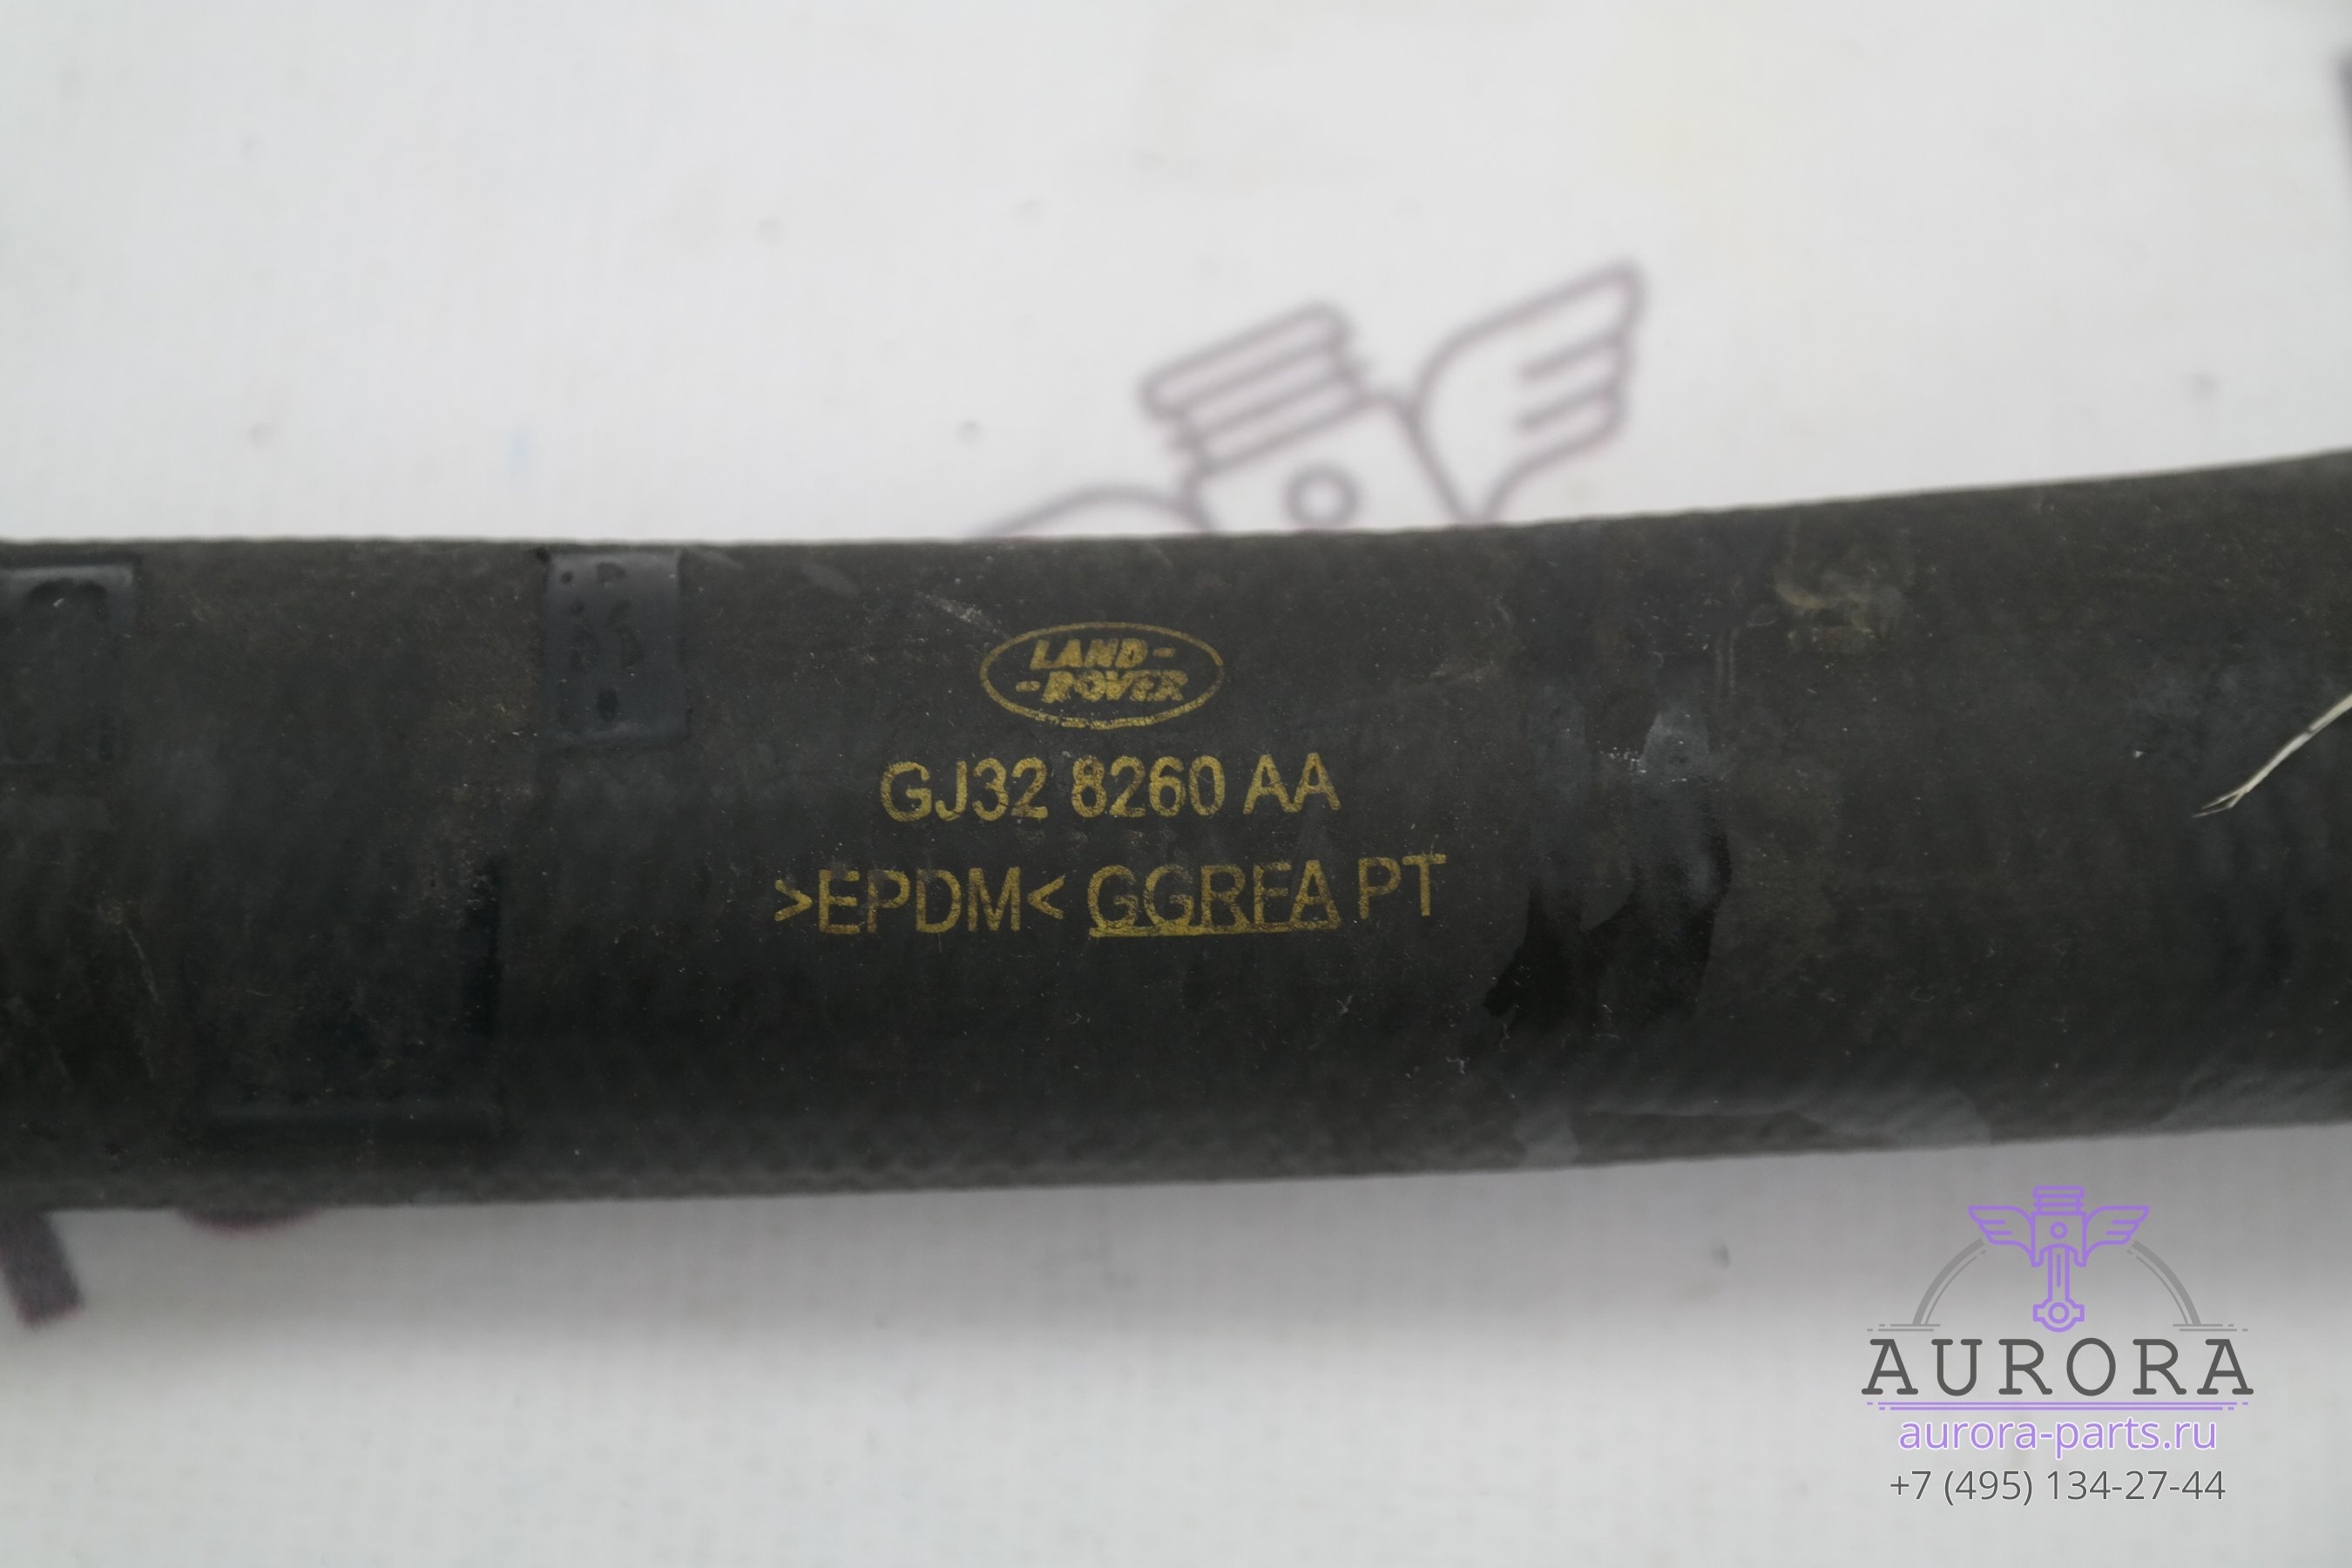 LAND-
-ROVER
GJ32 8260 AA
>EPDM< GGREA PT
AURORA
aurora-parts.ru
+7 (495) 134-27-44